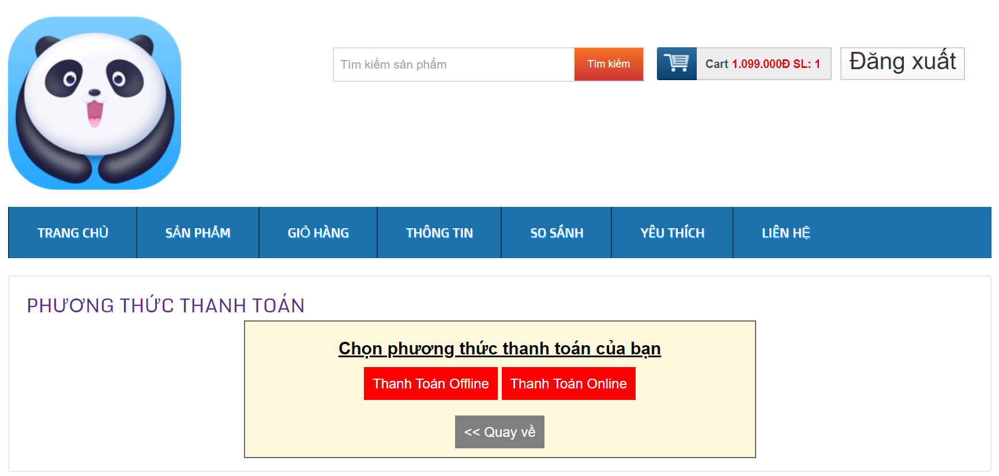 Tìm kiếm sản phẩm
Tìm kiếm
Cart 1.099.000Đ SL: 1
Đăng xuất
TRANG CHỦ
SẢN PHẨM
GIỎ HÀNG
THÔNG TIN
SO SÁNH
YÊU THÍCH
LIÊN HỆ
PHƯƠNG THỨC THANH TOÁN
Chọn phương thức thanh toán của bạn
Thanh Toán Offline
Thanh Toán Online
<< Quay về